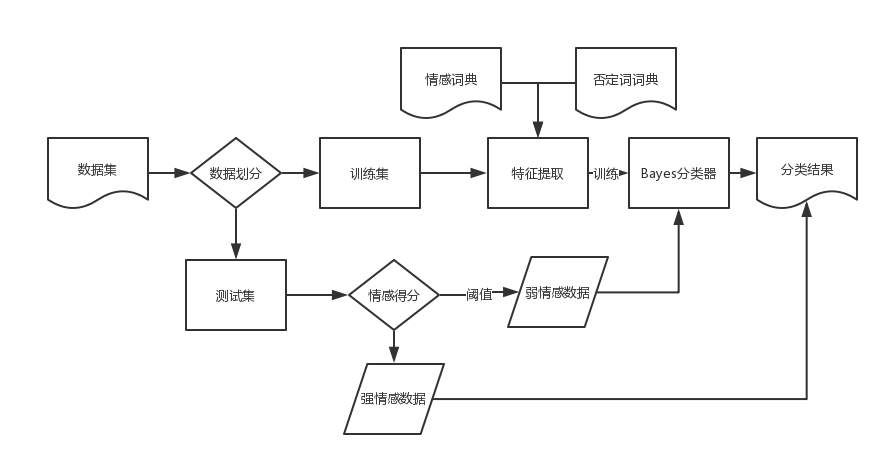 情感词典
否定词词典
数据集
数据划分
训练集
特征提取
训练
Bayes分类器
分类结果
测试集
情感得分
阈值
弱情感数据
强情感数据